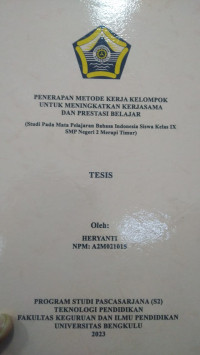 PENERAPAN METODE KERJA KELOMPOK
UNTUK MENINGKATKAN KERJASAMA
DAN PRESTASI BELAJAR
(Studi Pada Mata Pelajaran Bahasa Indonesia Siswa Kelas IX
SMP Negeri 2 Merapi Timur)
TESIS
Oleh:
HERYANTI
NPM: A2M021015
PROGRAM STUDI PASCASARJANA (S2)
TEKNOLOGI PENDIDIKAN
FAKULTAS KEGURUAN DAN ILMU PENDIDIKAN
UNIVERSITAS BENGKULU
2023